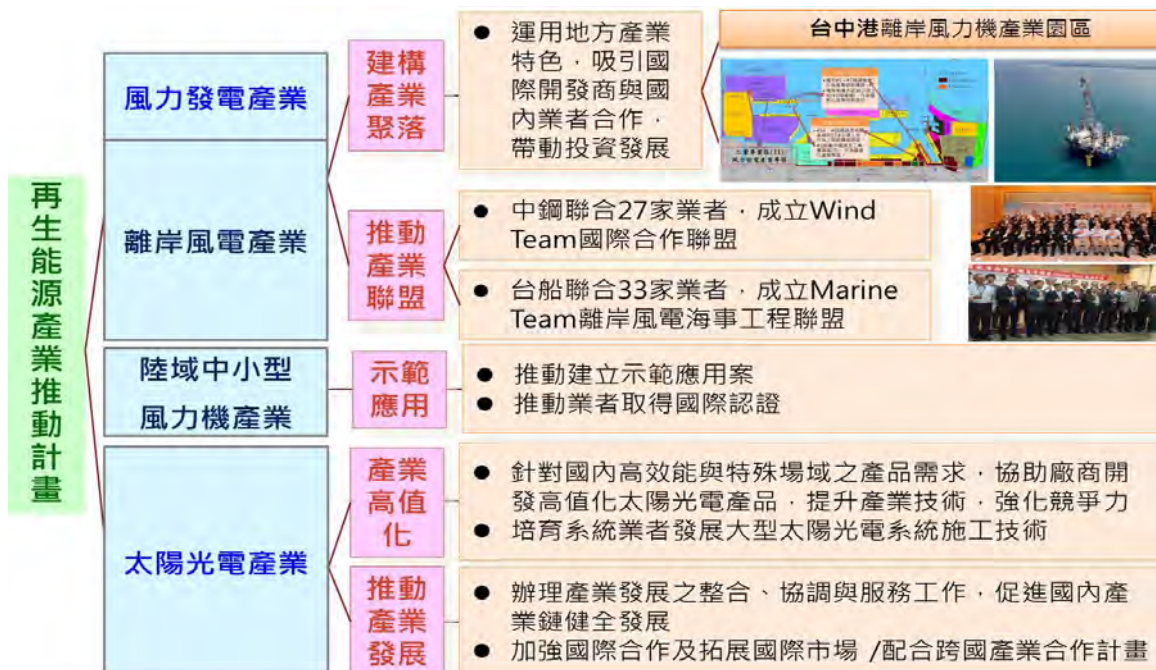 再生能源產業推動計畫
風力發電產業
離岸風電產業
建構
產業
聚落
● 運用地方產業
特色，吸引國
際開發商與國
內業者合作，
帶動投資發展
台中港離岸風力機產業園區
推動
產業
聯盟
● 中鋼聯合27家業者，成立Wind
Team國際合作聯盟
● 台船聯合33家業者，成立Marine
Team離岸風電海事工程聯盟
陸域中小型
風力機產業
示範
應用
● 推動建立示範應用案
● 推動業者取得國際認證
太陽光電產業
產業
高值
化
● 針對國內高效能與特殊場域之產品需求，協助廠商開
發高值化太陽光電產品，提升產業技術，強化競爭力
● 培育系統業者發展大型太陽光電系統施工技術
推動
產業
發展
● 辦理產業發展之整合、協調與服務工作，促進國內產
業鏈健全發展
● 加強國際合作及拓展國際市場 /配合跨國產業合作計畫